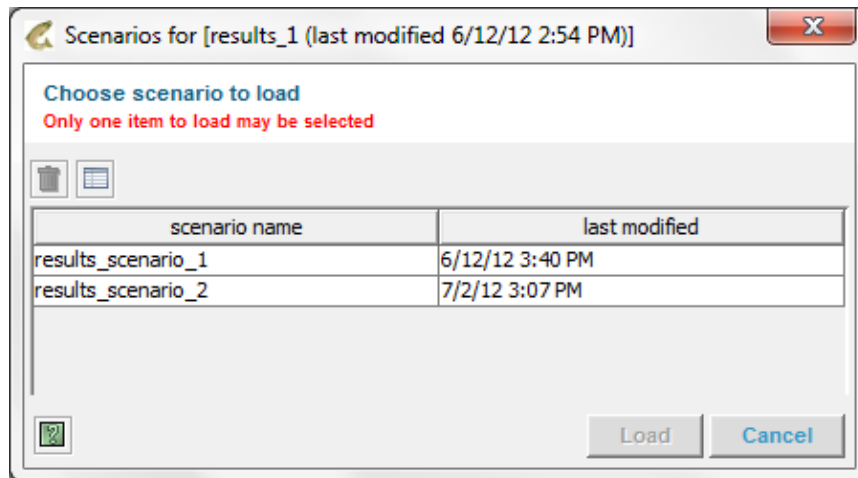 Scenarios for [results_1 (last modified 6/12/12 2:54 PM)]
Choose scenario to load
Only one item to load may be selected
scenario name last modified
results_scenario_1 6/12/12 3:40 PM
results_scenario_2 7/2/12 3:07 PM
Load Cancel